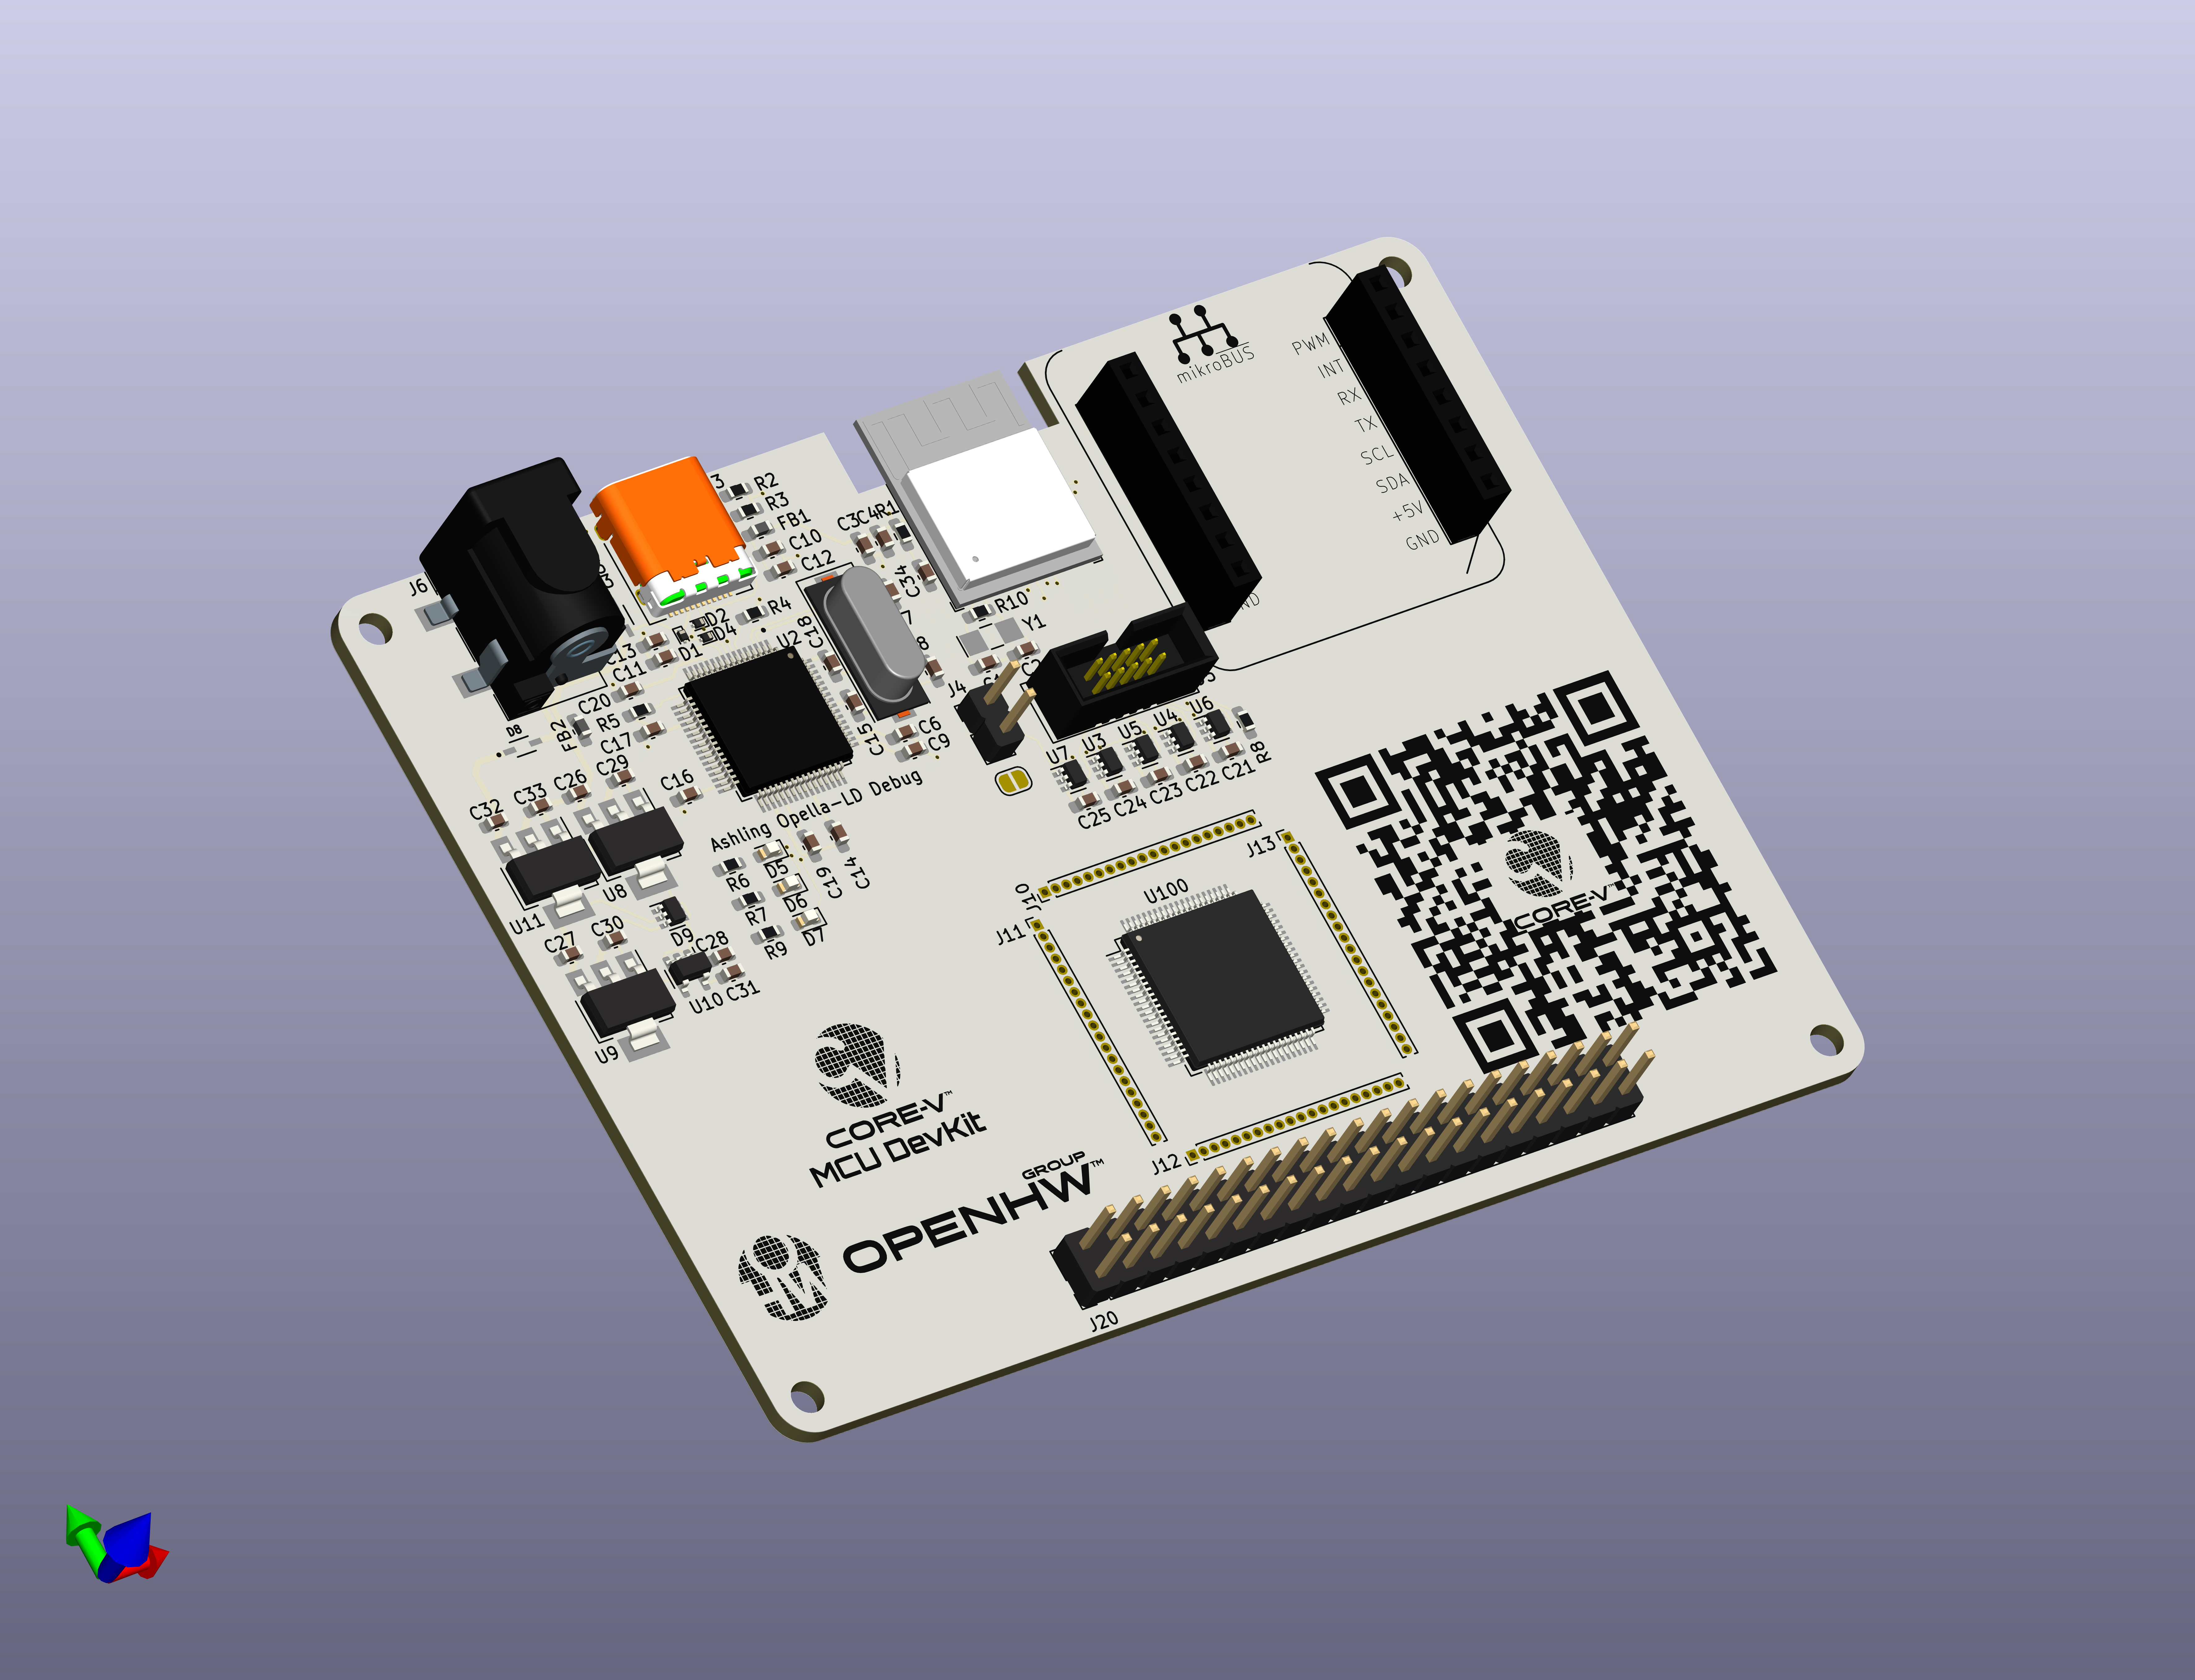 mikroBUS
PWM
INT
RX
TX
SCL
SDA
+5V
GND
J6
R2
R3
FB1
C10
C12
C3
C4
R1
C34
R10
Y1
R4
D2
D4
D1
U2
C18
C13
C11
C20
R5
C17
FB2
D8
C29
C26
C33
C32
C16
C15
C6
C9
J4
U7
U3
U5
U4
U6
R8
C25
C24
C23
C22
C21
Ashling Opella-LD Debug
U11
U8
R6
D5
C19
C14
R7
D6
R9
D7
D9
C27
C30
C28
U10
C31
U9
J10
J13
J11
U100
J12
CORE-V™
CORE-V™
MCU DevKit
OPENHW GROUP™
J20